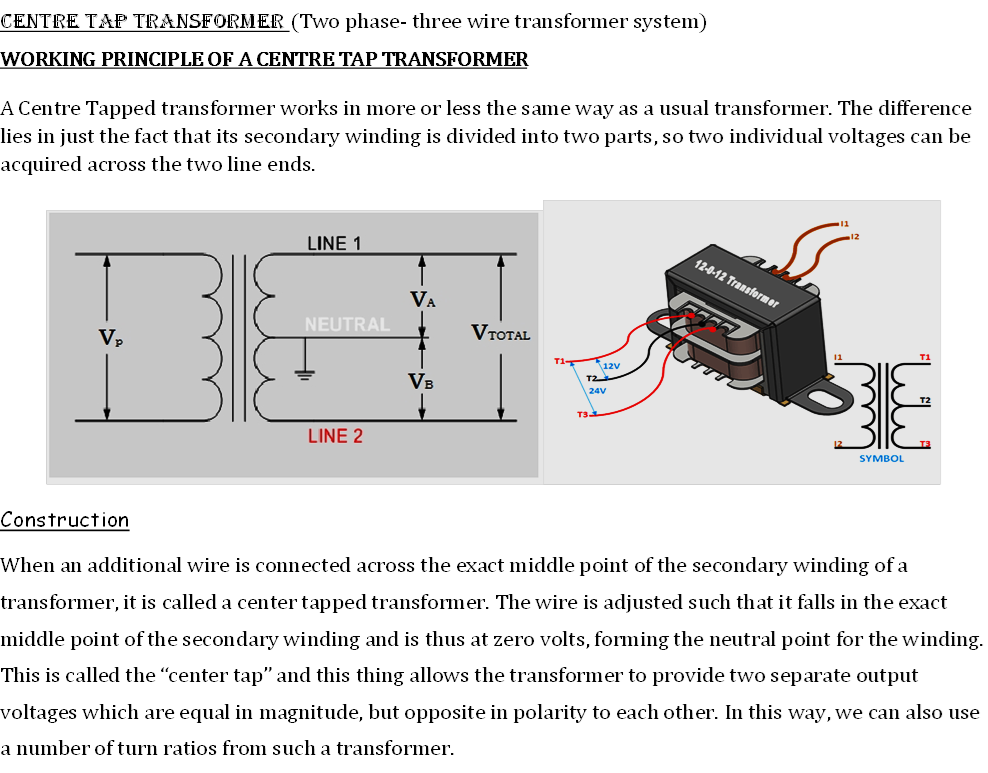 CENTRE TAP TRANSFORMER (Two phase- three wire transformer system)
WORKING PRINCIPLE OF A CENTRE TAP TRANSFORMER
A Centre Tapped transformer works in more or less the same way as a usual transformer. The difference
lies in just the fact that its secondary winding is divided into two parts, so two individual voltages can be
acquired across the two line ends.
LINE 1
VA
NEUTRAL
Vp
VTOTAL
VB
LINE 2
I1
I2
12-0-12 Transformer
T1
12V
T2
24V
T3
I1
T1
T2
I2
T3
SYMBOL
Construction
When an additional wire is connected across the exact middle point of the secondary winding of a
transformer, it is called a center tapped transformer. The wire is adjusted such that it falls in the exact
middle point of the secondary winding and is thus at zero volts, forming the neutral point for the winding.
This is called the “center tap” and this thing allows the transformer to provide two separate output
voltages which are equal in magnitude, but opposite in polarity to each other. In this way, we can also use
a number of turn ratios from such a transformer.